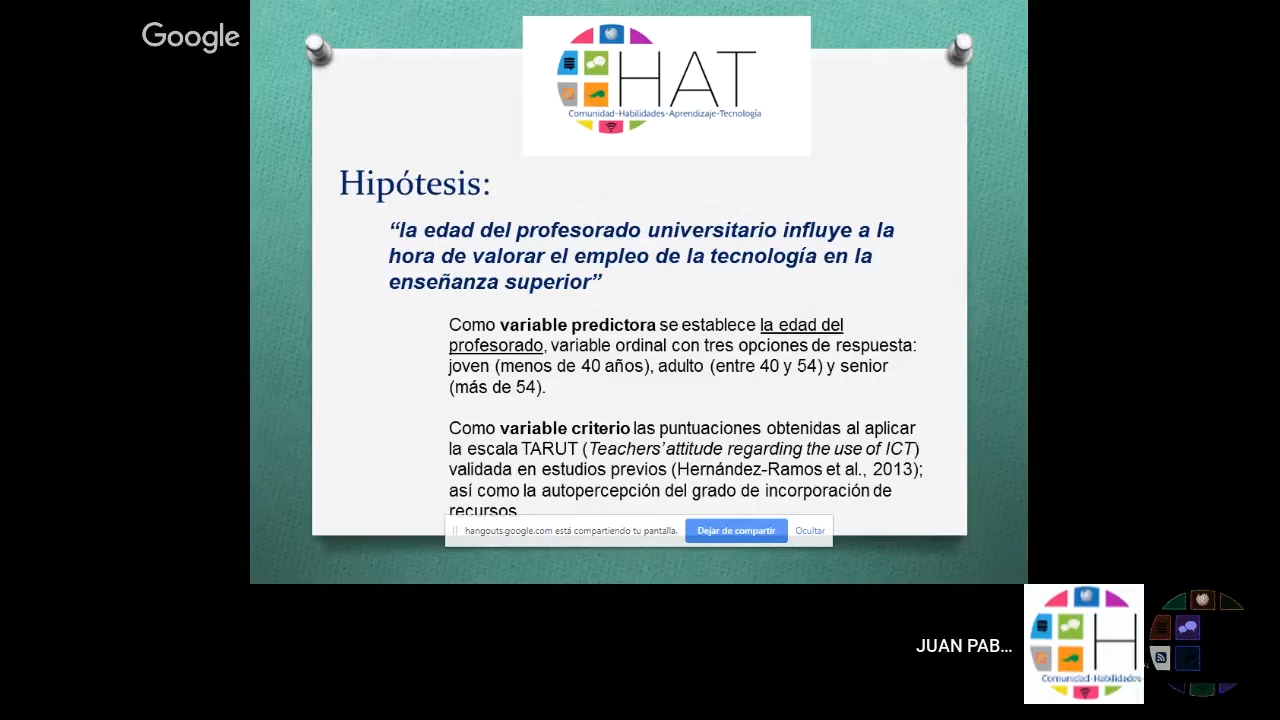 Google
HAT
Comunidad-Habilidades-Aprendizaje-Tecnología
Hipótesis:
“la edad del profesorado universitario influye a la
hora de valorar el empleo de la tecnología en la
enseñanza superior”
Como variable predictora se establece la edad del
profesorado, variable ordinal con tres opciones de respuesta:
joven (menos de 40 años), adulto (entre 40 y 54) y senior
(más de 54).
Como variable criterio las puntuaciones obtenidas al aplicar
la escala TARUT (Teachers’ attitude regarding the use of ICT)
validada en estudios previos (Hernández-Ramos et al., 2013);
así como la autopercepción del grado de incorporación de
recursos.
hangouts.google.com está compartiendo tu pantalla. Dejar de compartir Ocultar
JUAN PAB...
H
Comunidad-Habilidades-